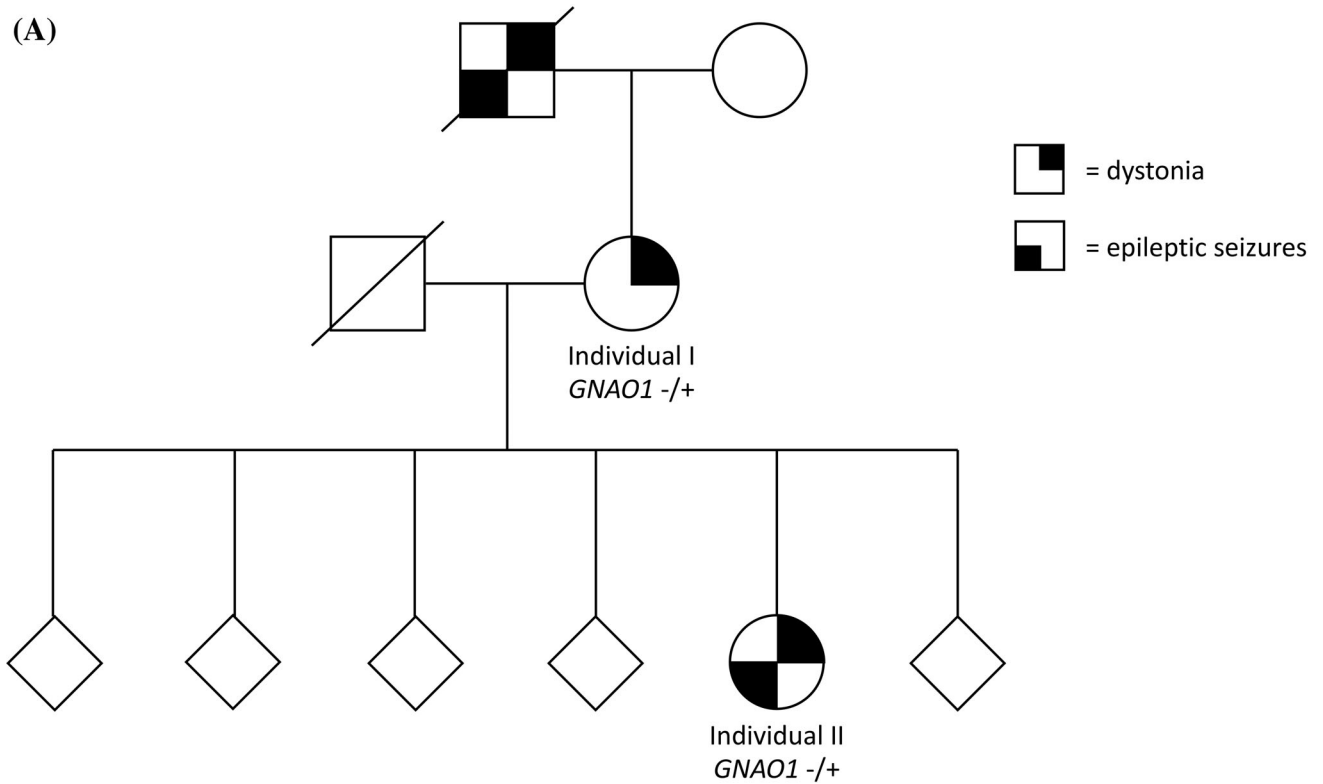 (A)
= dystonia
= epileptic seizures
Individual I
GNAO1 -/+
Individual II
GNAO1 -/+